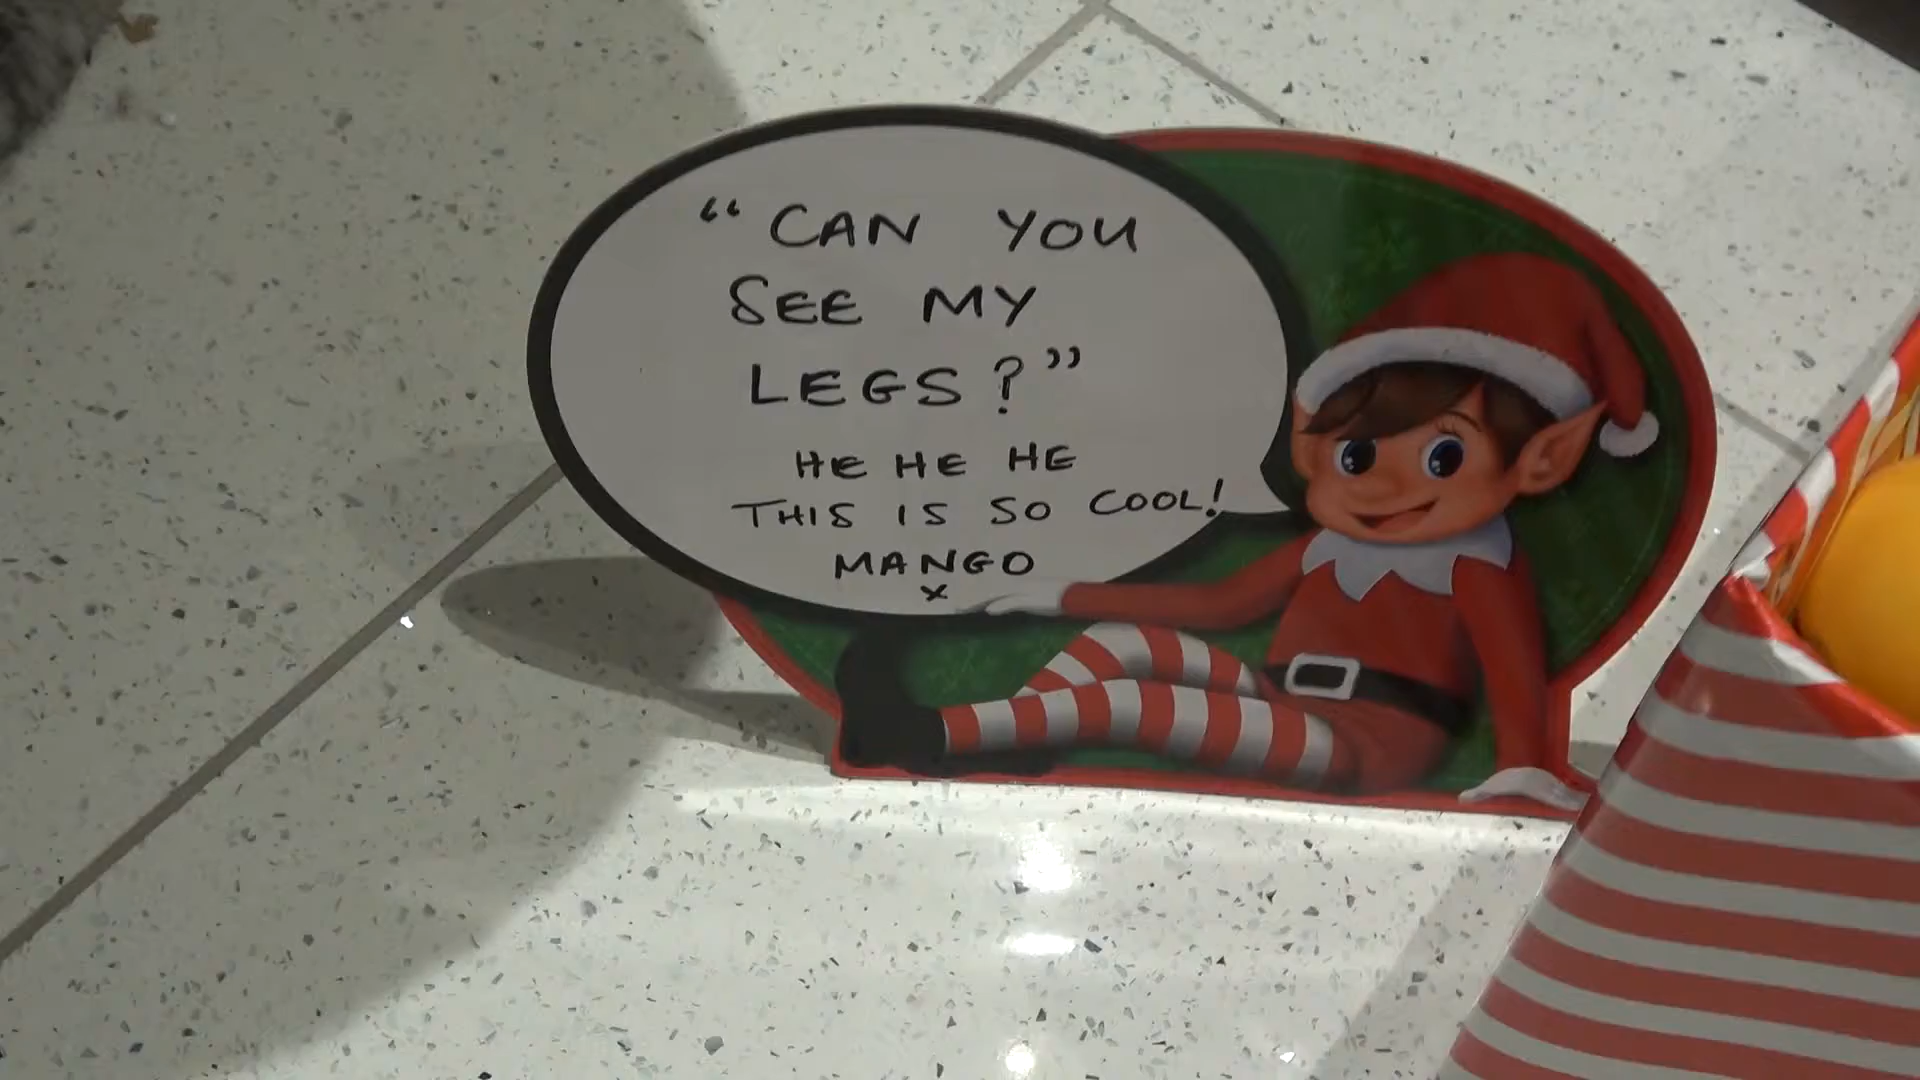 “CAN YOU
SEE MY
LEGS?”
HE HE HE
THIS IS SO COOL!
MANGO
x